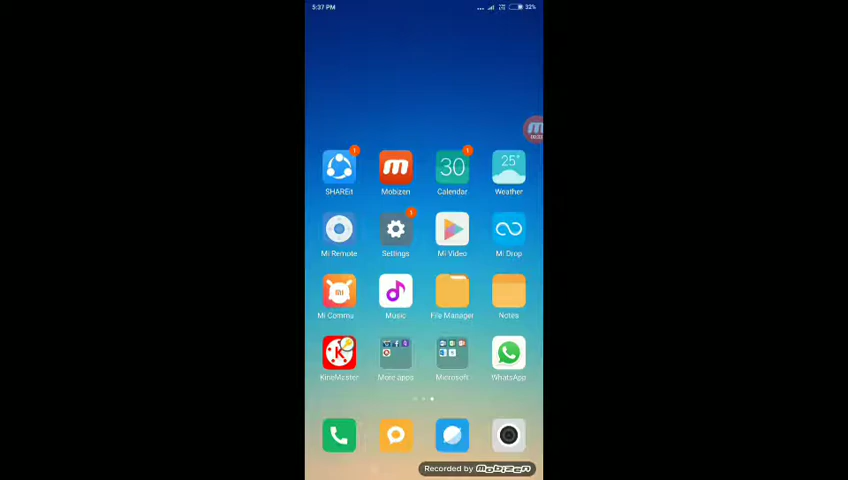 5:37 PM 32%
1 1
30 25°
SHAREit Mobizen Calendar Weather
Mi Remote Settings Mi Video Mi Drop
Mi Commu Music File Manager Notes
KineMaster More apps Microsoft WhatsApp
Recorded by mobizen